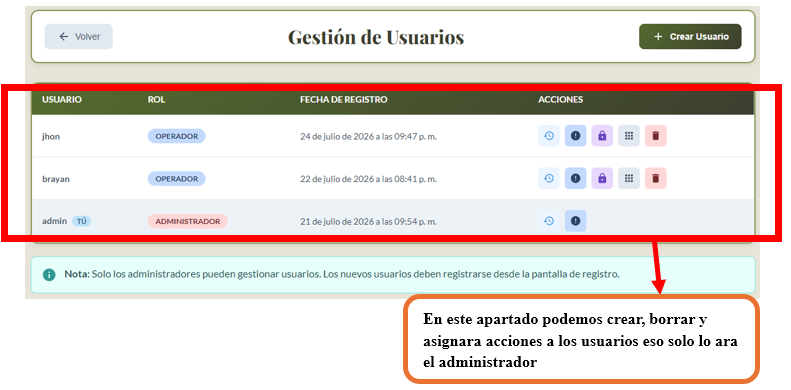 Volver
Gestión de Usuarios
Crear Usuario
USUARIO ROL FECHA DE REGISTRO ACCIONES
jhon OPERADOR 24 de julio de 2026 a las 09:47 p. m.
brayan OPERADOR 22 de julio de 2026 a las 08:41 p. m.
admin TÚ ADMINISTRADOR 21 de julio de 2026 a las 09:54 p. m.
Nota: Solo los administradores pueden gestionar usuarios. Los nuevos usuarios deben registrarse desde la pantalla de registro.
En este apartado podemos crear, borrar y
asignara acciones a los usuarios eso solo lo ara
el administrador